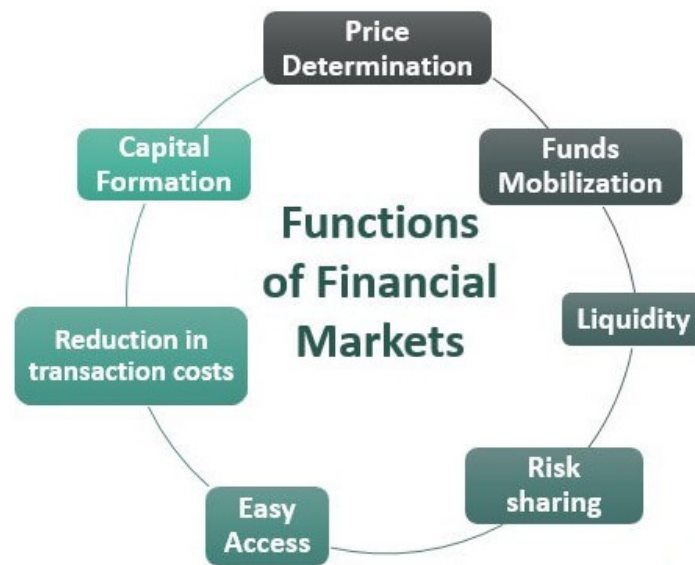 Price
Determination
Funds
Mobilization
Liquidity
Risk
sharing
Easy
Access
Reduction in
transaction costs
Capital
Formation
Functions
of Financial
Markets